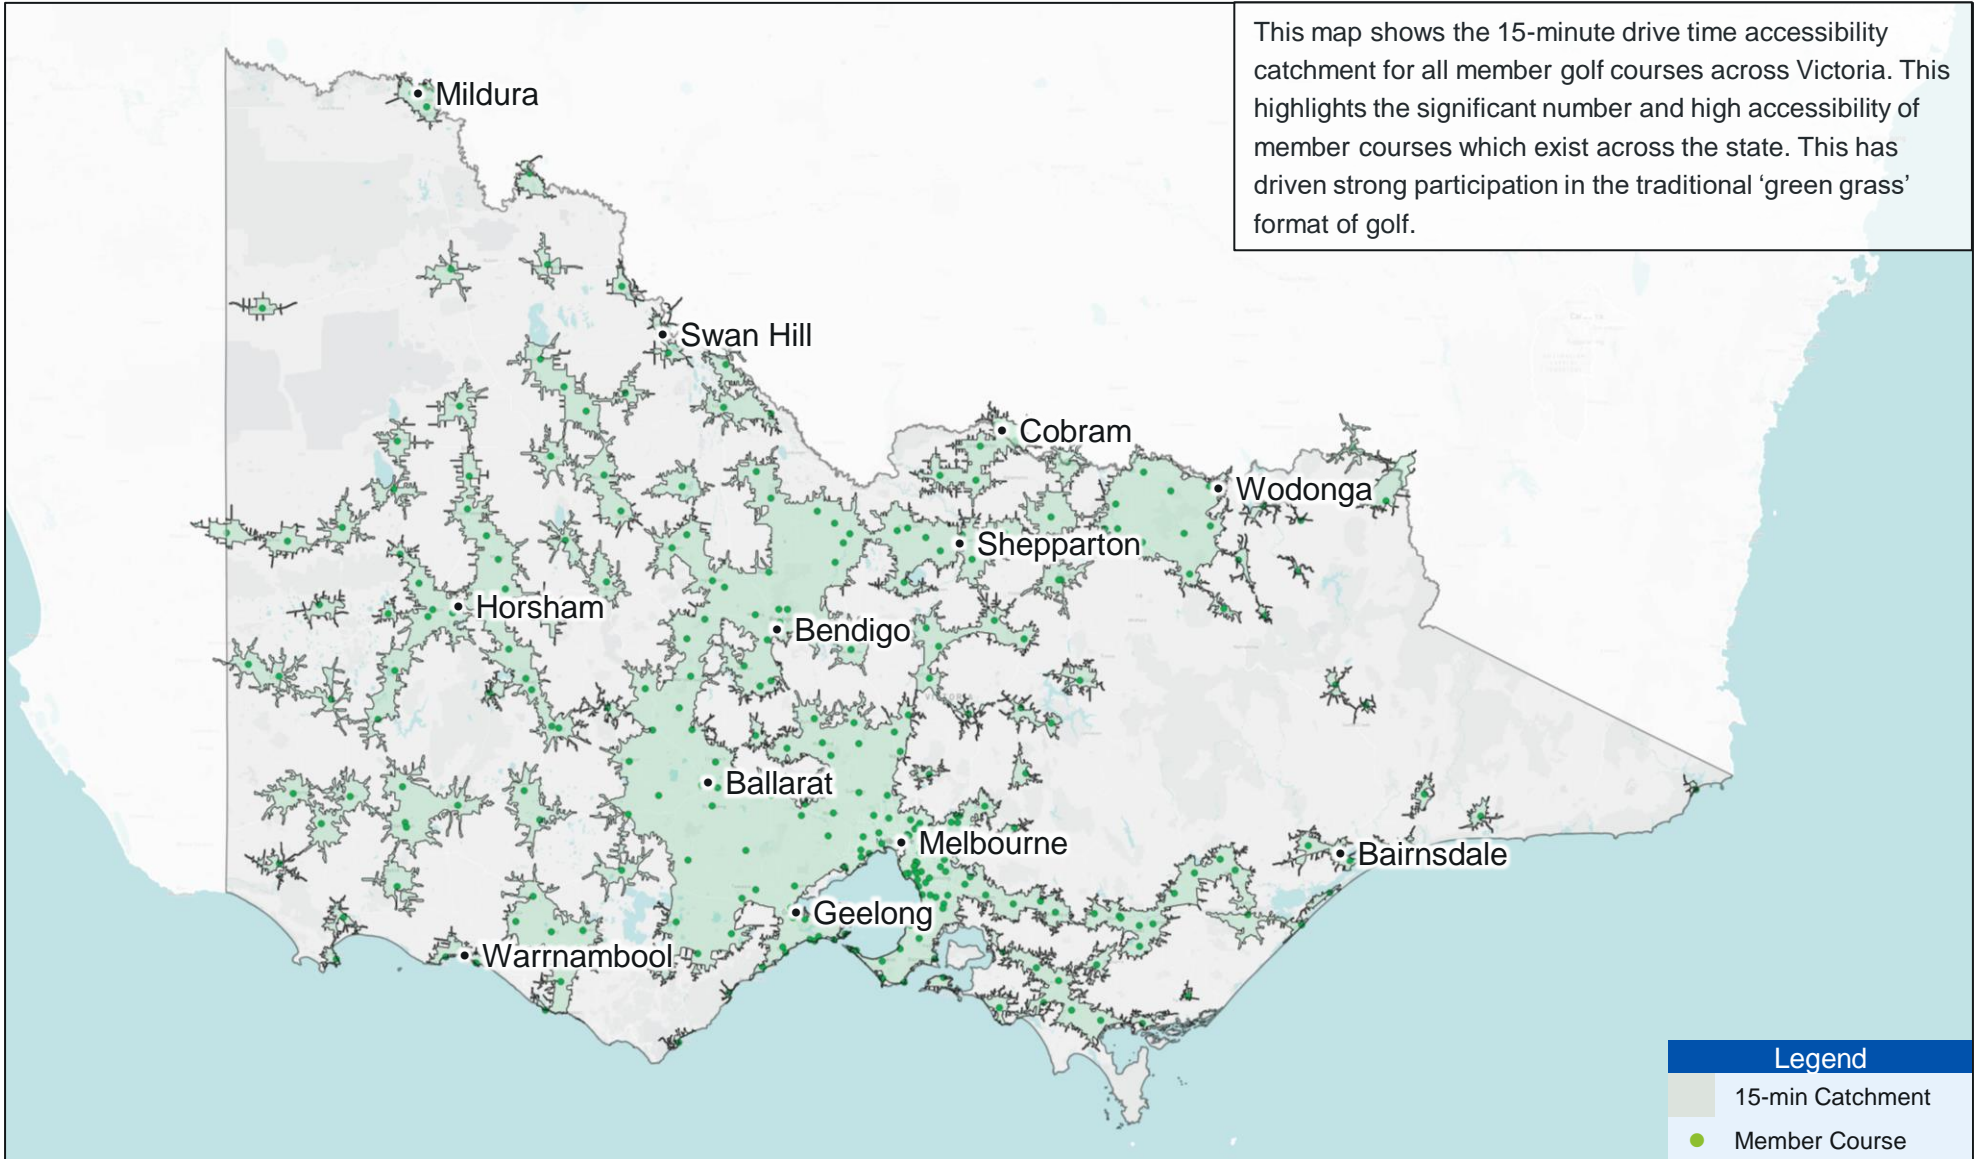 This map shows the 15-minute drive time accessibility
catchment for all member golf courses across Victoria. This
highlights the significant number and high accessibility of
member courses which exist across the state. This has
driven strong participation in the traditional ‘green grass’
format of golf.
Mildura
Swan Hill
Cobram
Wodonga
Shepparton
Horsham
Bendigo
VICTORIA
Ballarat
Melbourne
Bairnsdale
Geelong
Warrnambool
Legend
15-min Catchment
Member Course